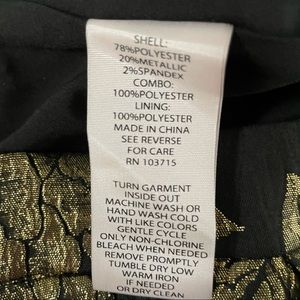 SHELL:
78%POLYESTER
20%METALLIC
2%SPANDEX
COMBO:
100%POLYESTER
LINING:
100%POLYESTER
MADE IN CHINA
SEE REVERSE
FOR CARE
RN 103715
TURN GARMENT
INSIDE OUT
MACHINE WASH OR
HAND WASH COLD
WITH LIKE COLORS
GENTLE CYCLE
ONLY NON-CHLORINE
BLEACH WHEN NEEDED
REMOVE PROMPTLY
TUMBLE DRY LOW
WARM IRON
IF NEEDED
OR DRY CLEAN